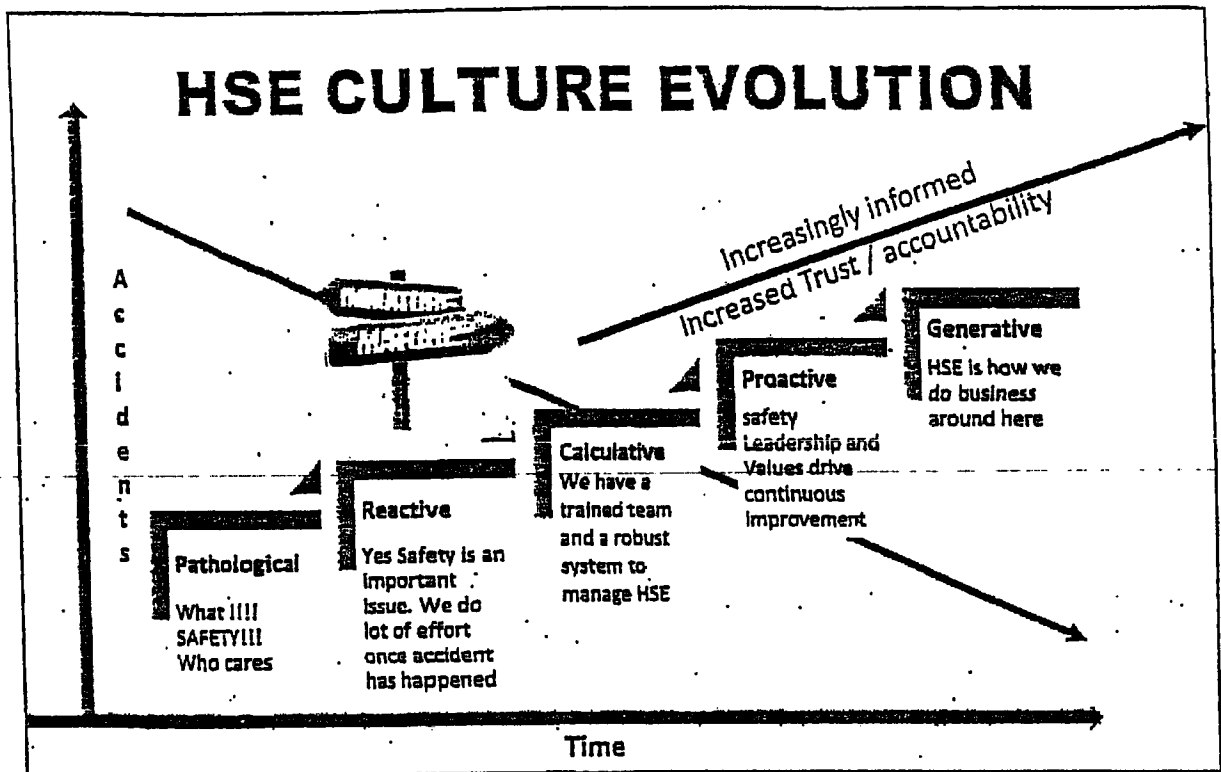 HSE CULTURE EVOLUTION
Accidents
Increasingly informed
Increased Trust / accountability
Pathological
What !!!!
SAFETY!!!
Who cares
Reactive
Yes Safety is an
important
issue. We do
lot of effort
once accident
has happened
Calculative
We have a
trained team
and a robust
system to
manage HSE
Proactive
safety
Leadership and
Values drive
continuous
improvement
Generative
HSE is how we
do business
around here
Time